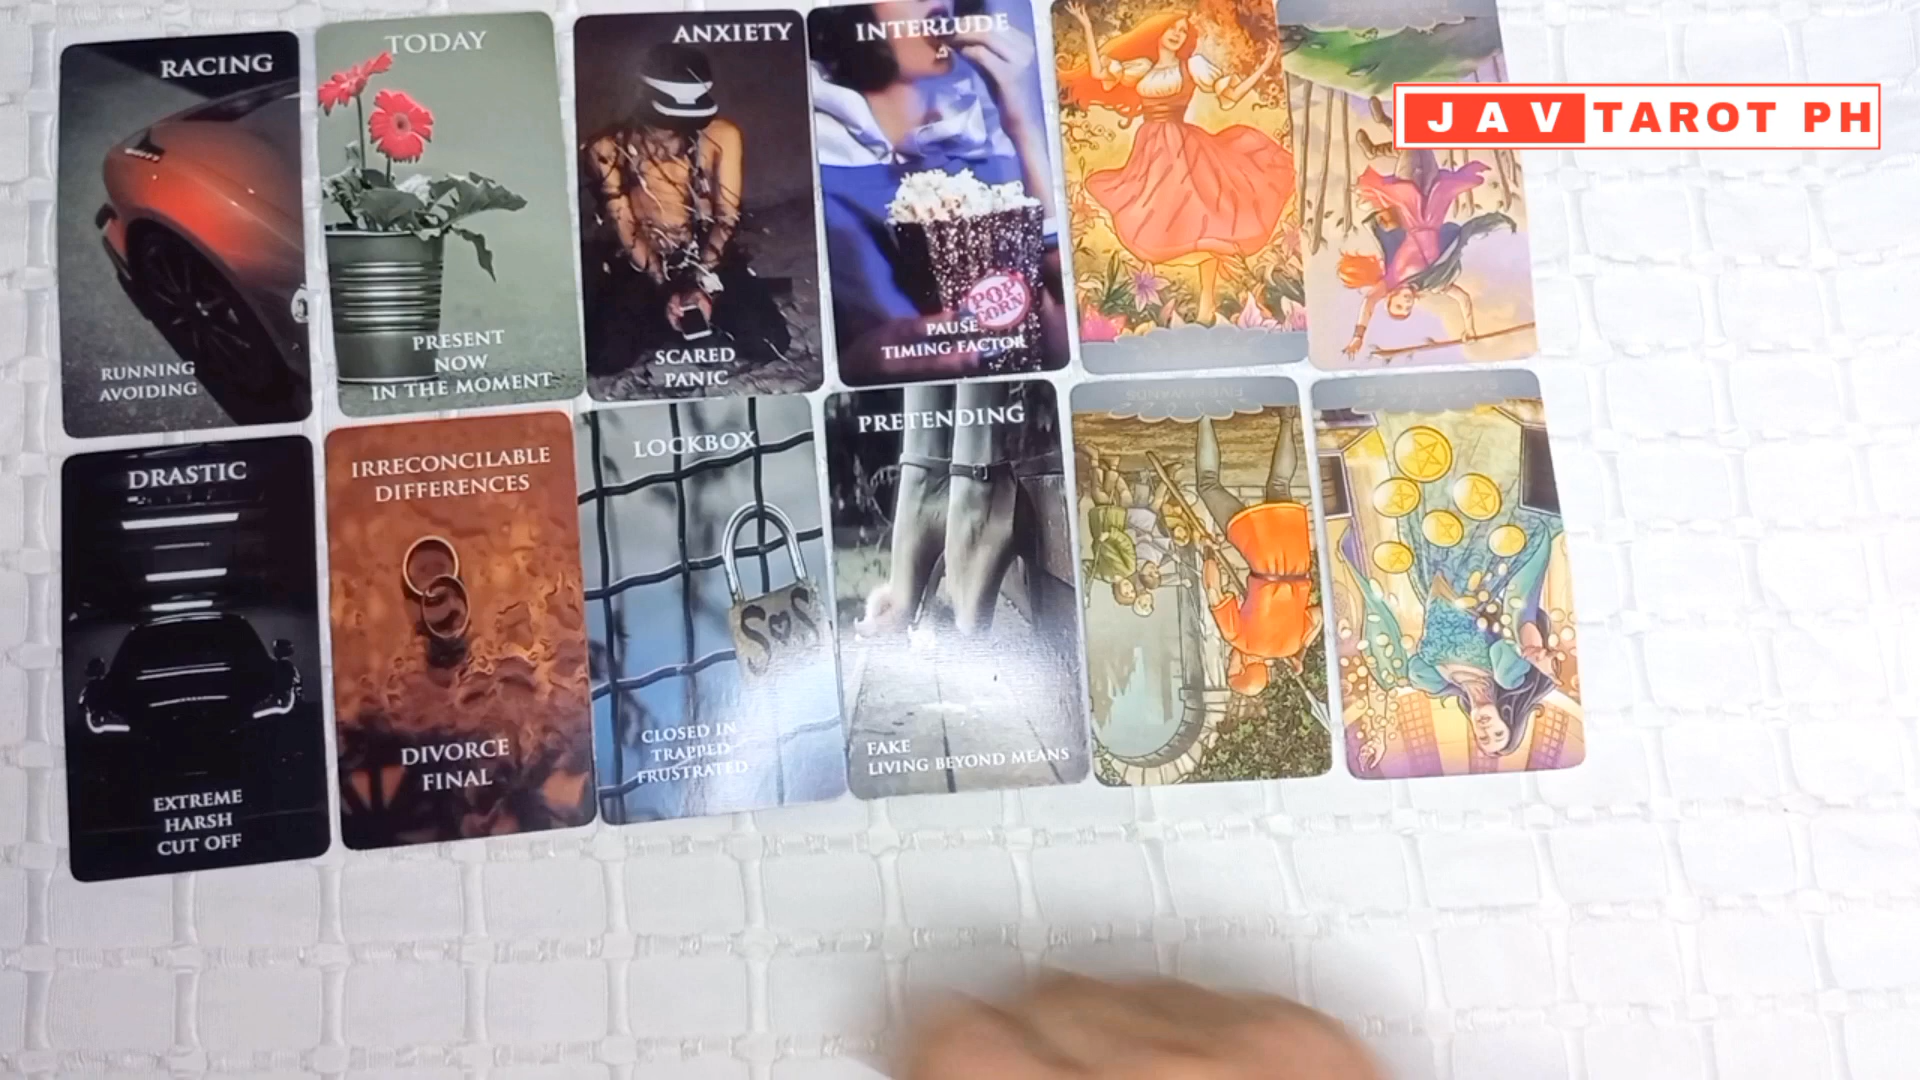 RACING
RUNNING
AVOIDING
TODAY
PRESENT
NOW
IN THE MOMENT
ANXIETY
SCARED
PANIC
INTERLUDE
POP
CORN
PAUSE
TIMING FACTOR
JAV TAROT PH
DRASTIC
EXTREME
HARSH
CUT OFF
IRRECONCILABLE
DIFFERENCES
DIVORCE
FINAL
LOCKBOX
S♥S
CLOSED IN
TRAPPED
FRUSTRATED
PRETENDING
FAKE
LIVING BEYOND MEANS